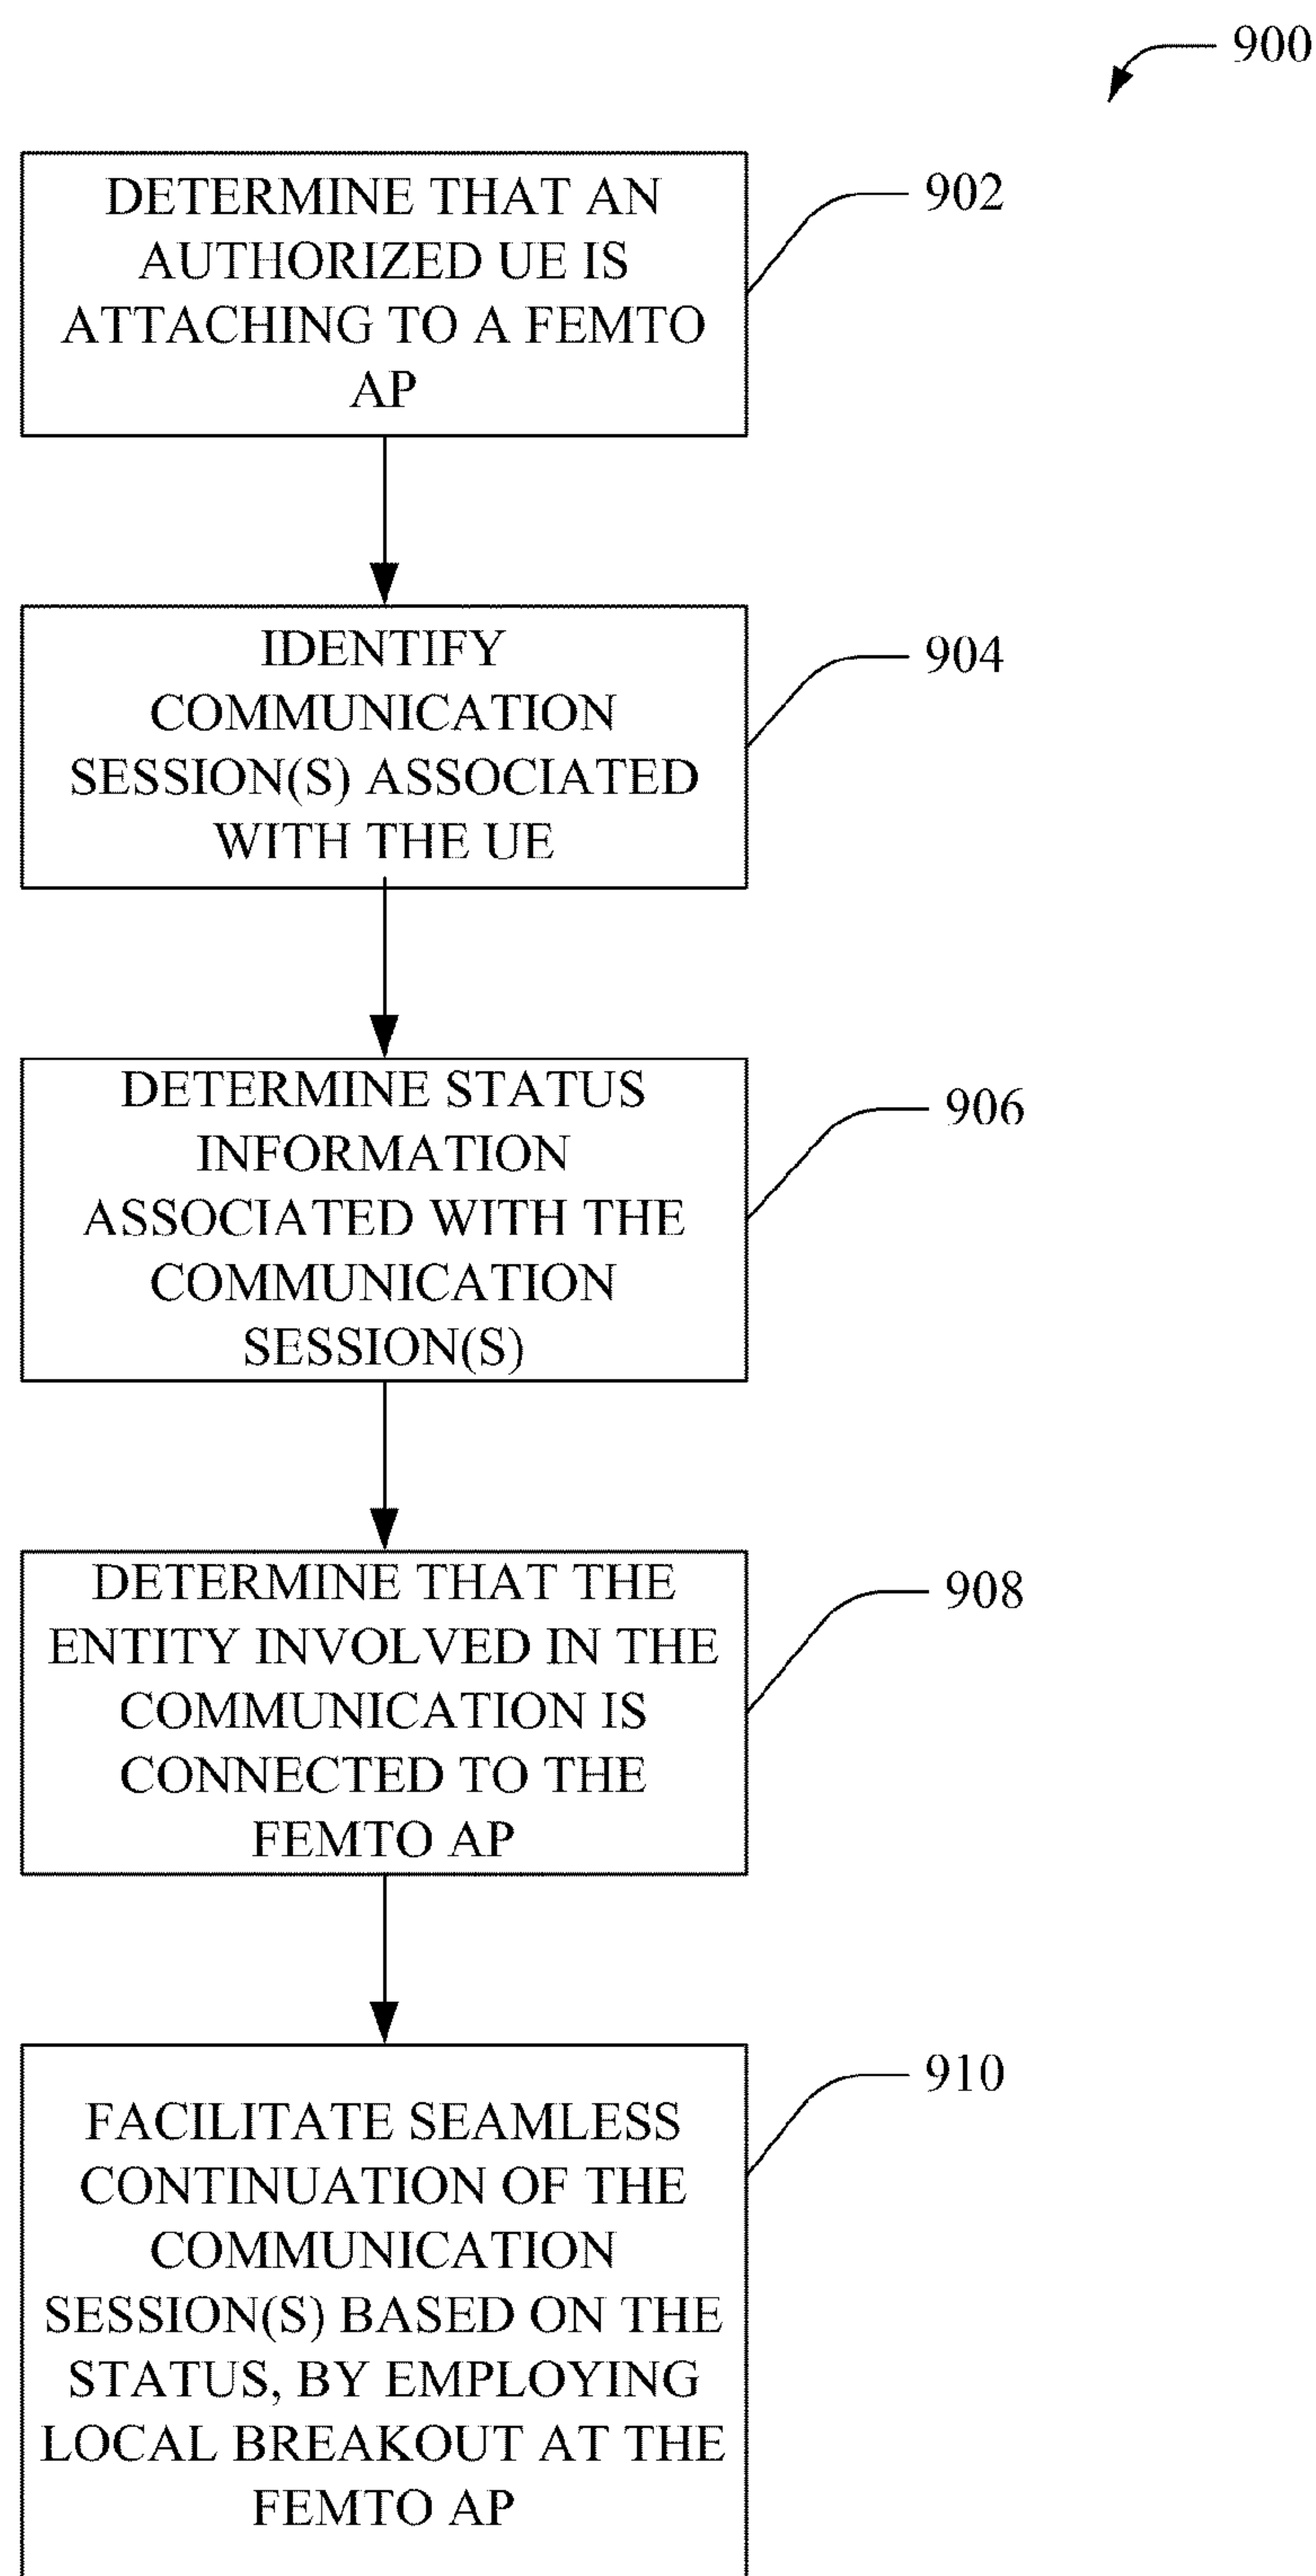 900
DETERMINE THAT AN
AUTHORIZED UE IS
ATTACHING TO A FEMTO
AP
902
IDENTIFY
COMMUNICATION
SESSION(S) ASSOCIATED
WITH THE UE
904
DETERMINE STATUS
INFORMATION
ASSOCIATED WITH THE
COMMUNICATION
SESSION(S)
906
DETERMINE THAT THE
ENTITY INVOLVED IN THE
COMMUNICATION IS
CONNECTED TO THE
FEMTO AP
908
FACILITATE SEAMLESS
CONTINUATION OF THE
COMMUNICATION
SESSION(S) BASED ON THE
STATUS, BY EMPLOYING
LOCAL BREAKOUT AT THE
FEMTO AP
910